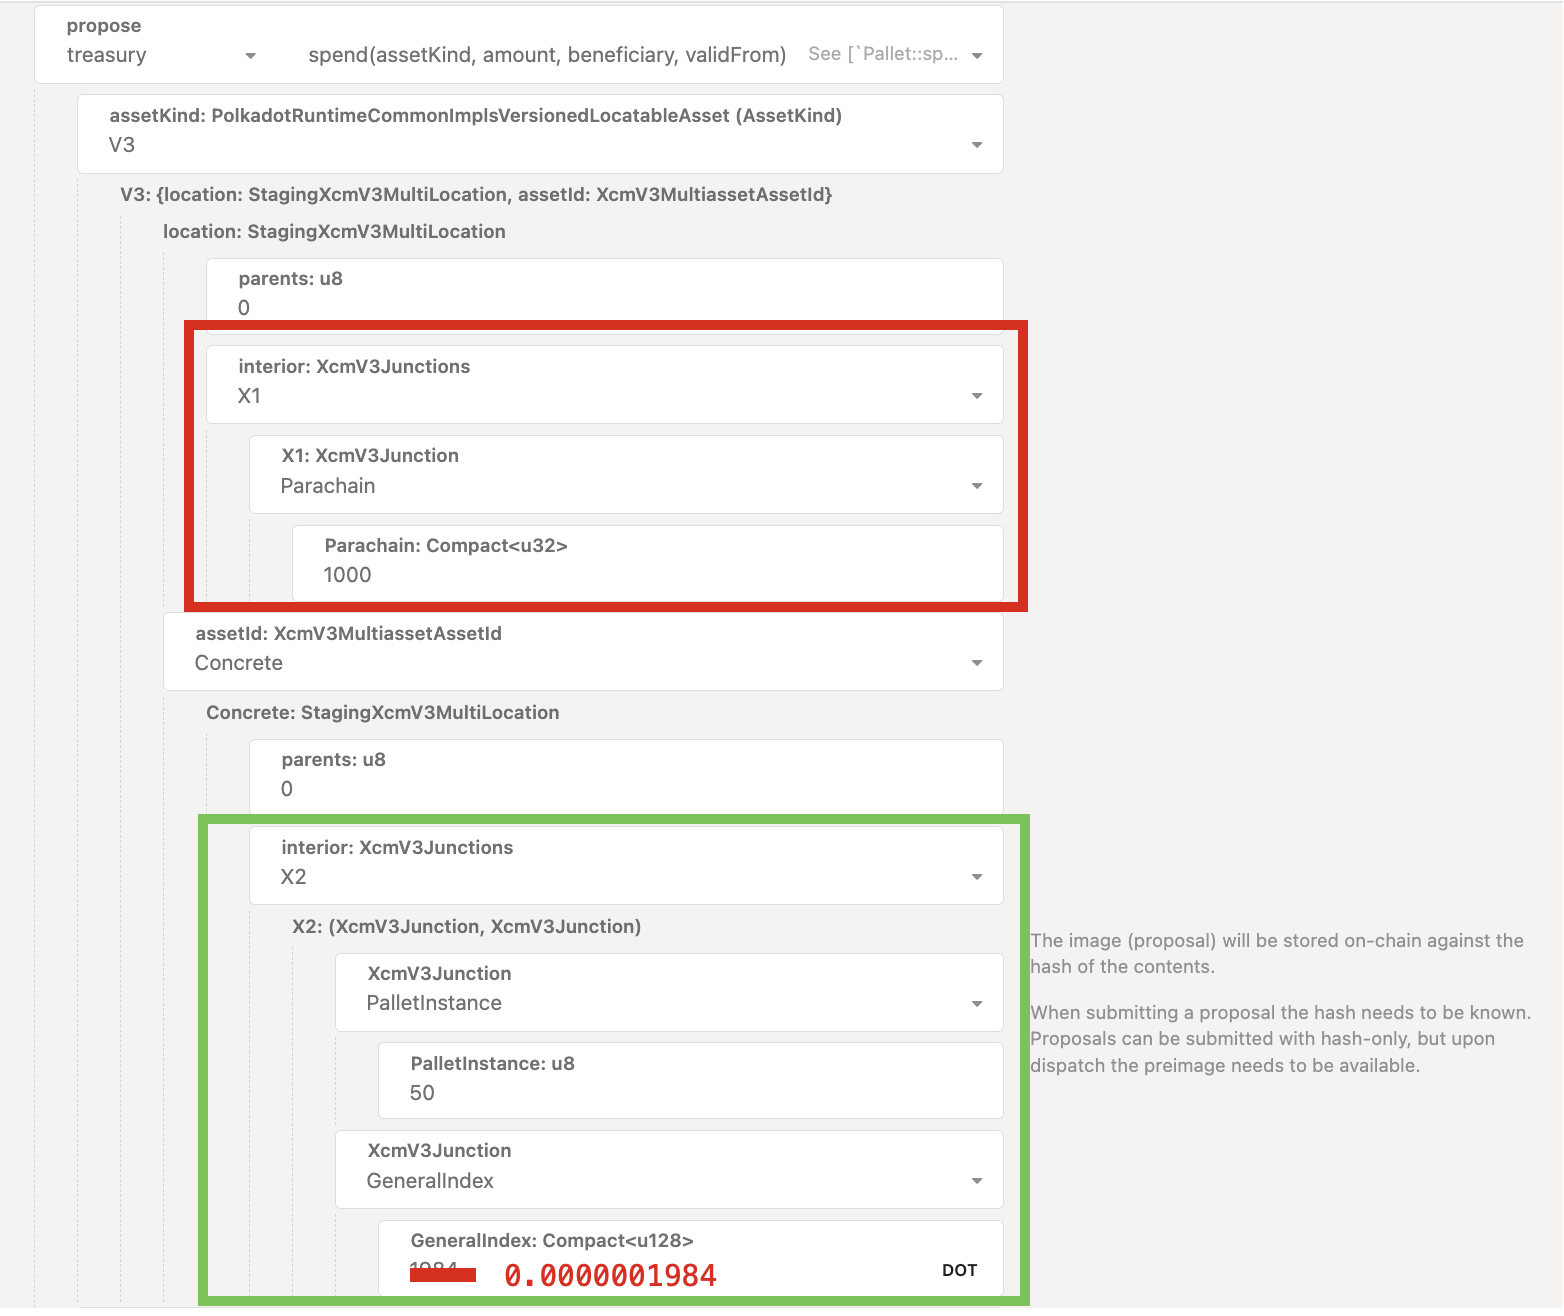 propose
treasury
spend(assetKind, amount, beneficiary, validFrom) See [`Pallet::sp...
assetKind: PolkadotRuntimeCommonImplsVersionedLocatableAsset (AssetKind)
V3
V3: {location: StagingXcmV3MultiLocation, assetId: XcmV3MultiassetAssetId}
location: StagingXcmV3MultiLocation
parents: u8
0
interior: XcmV3Junctions
X1
X1: XcmV3Junction
Parachain
Parachain: Compact<u32>
1000
assetId: XcmV3MultiassetAssetId
Concrete
Concrete: StagingXcmV3MultiLocation
parents: u8
0
interior: XcmV3Junctions
X2
X2: (XcmV3Junction, XcmV3Junction)
XcmV3Junction
PalletInstance
PalletInstance: u8
50
XcmV3Junction
GeneralIndex
GeneralIndex: Compact<u128>
1984 0.0000001984 DOT
The image (proposal) will be stored on-chain against the
hash of the contents.
When submitting a proposal the hash needs to be known.
Proposals can be submitted with hash-only, but upon
dispatch the preimage needs to be available.